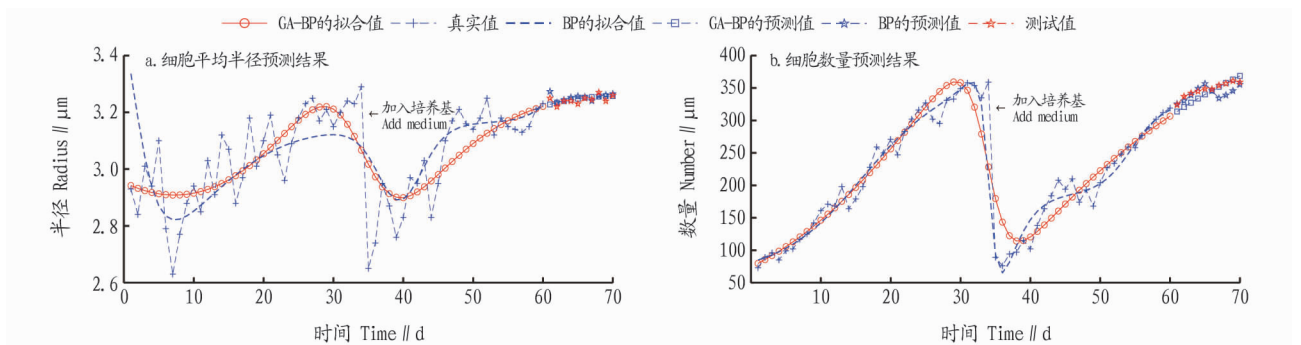 GA-BP的拟合值 真实值 BP的拟合值 GA-BP的预测值 BP的预测值 测试值
a.细胞平均半径预测结果
加入培养基
Add medium
半径 Radius∥μm
3.4
3.2
3.0
2.8
2.6
0 10 20 30 40 50 60 70
时间 Time∥d
b.细胞数量预测结果
加入培养基
Add medium
数量 Number∥μm
400
350
300
250
200
150
100
50
10 20 30 40 50 60 70
时间 Time∥d